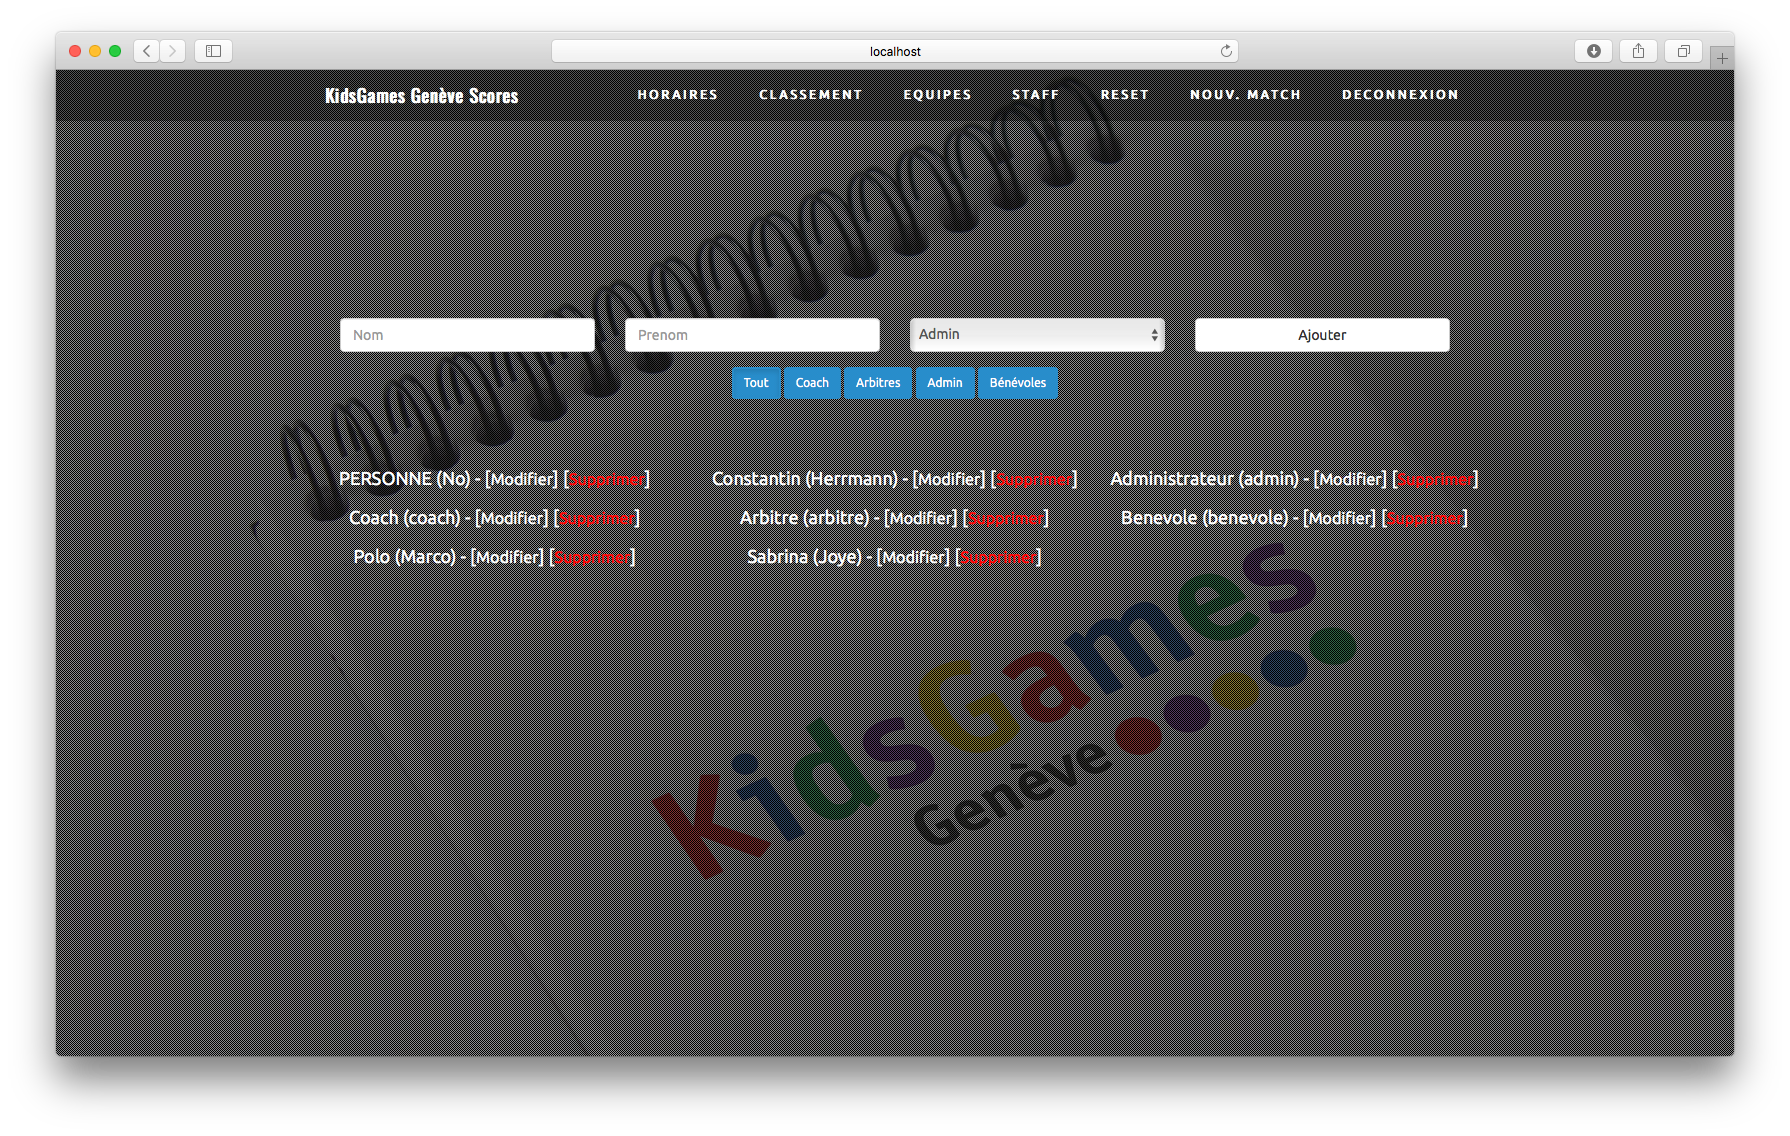 localhost
KidsGames Genève Scores HORAIRES CLASSEMENT EQUIPES STAFF RESET NOUV. MATCH DECONNEXION
Nom Prenom Admin Ajouter
Tout Coach Arbitres Admin Bénévoles
PERSONNE (No) - [Modifier] [Supprimer] Constantin (Herrmann) - [Modifier] [Supprimer] Administrateur (admin) - [Modifier] [Supprimer]
Coach (coach) - [Modifier] [Supprimer] Arbitre (arbitre) - [Modifier] [Supprimer] Benevole (benevole) - [Modifier] [Supprimer]
Polo (Marco) - [Modifier] [Supprimer] Sabrina (Joye) - [Modifier] [Supprimer]
KidsGames
Genève